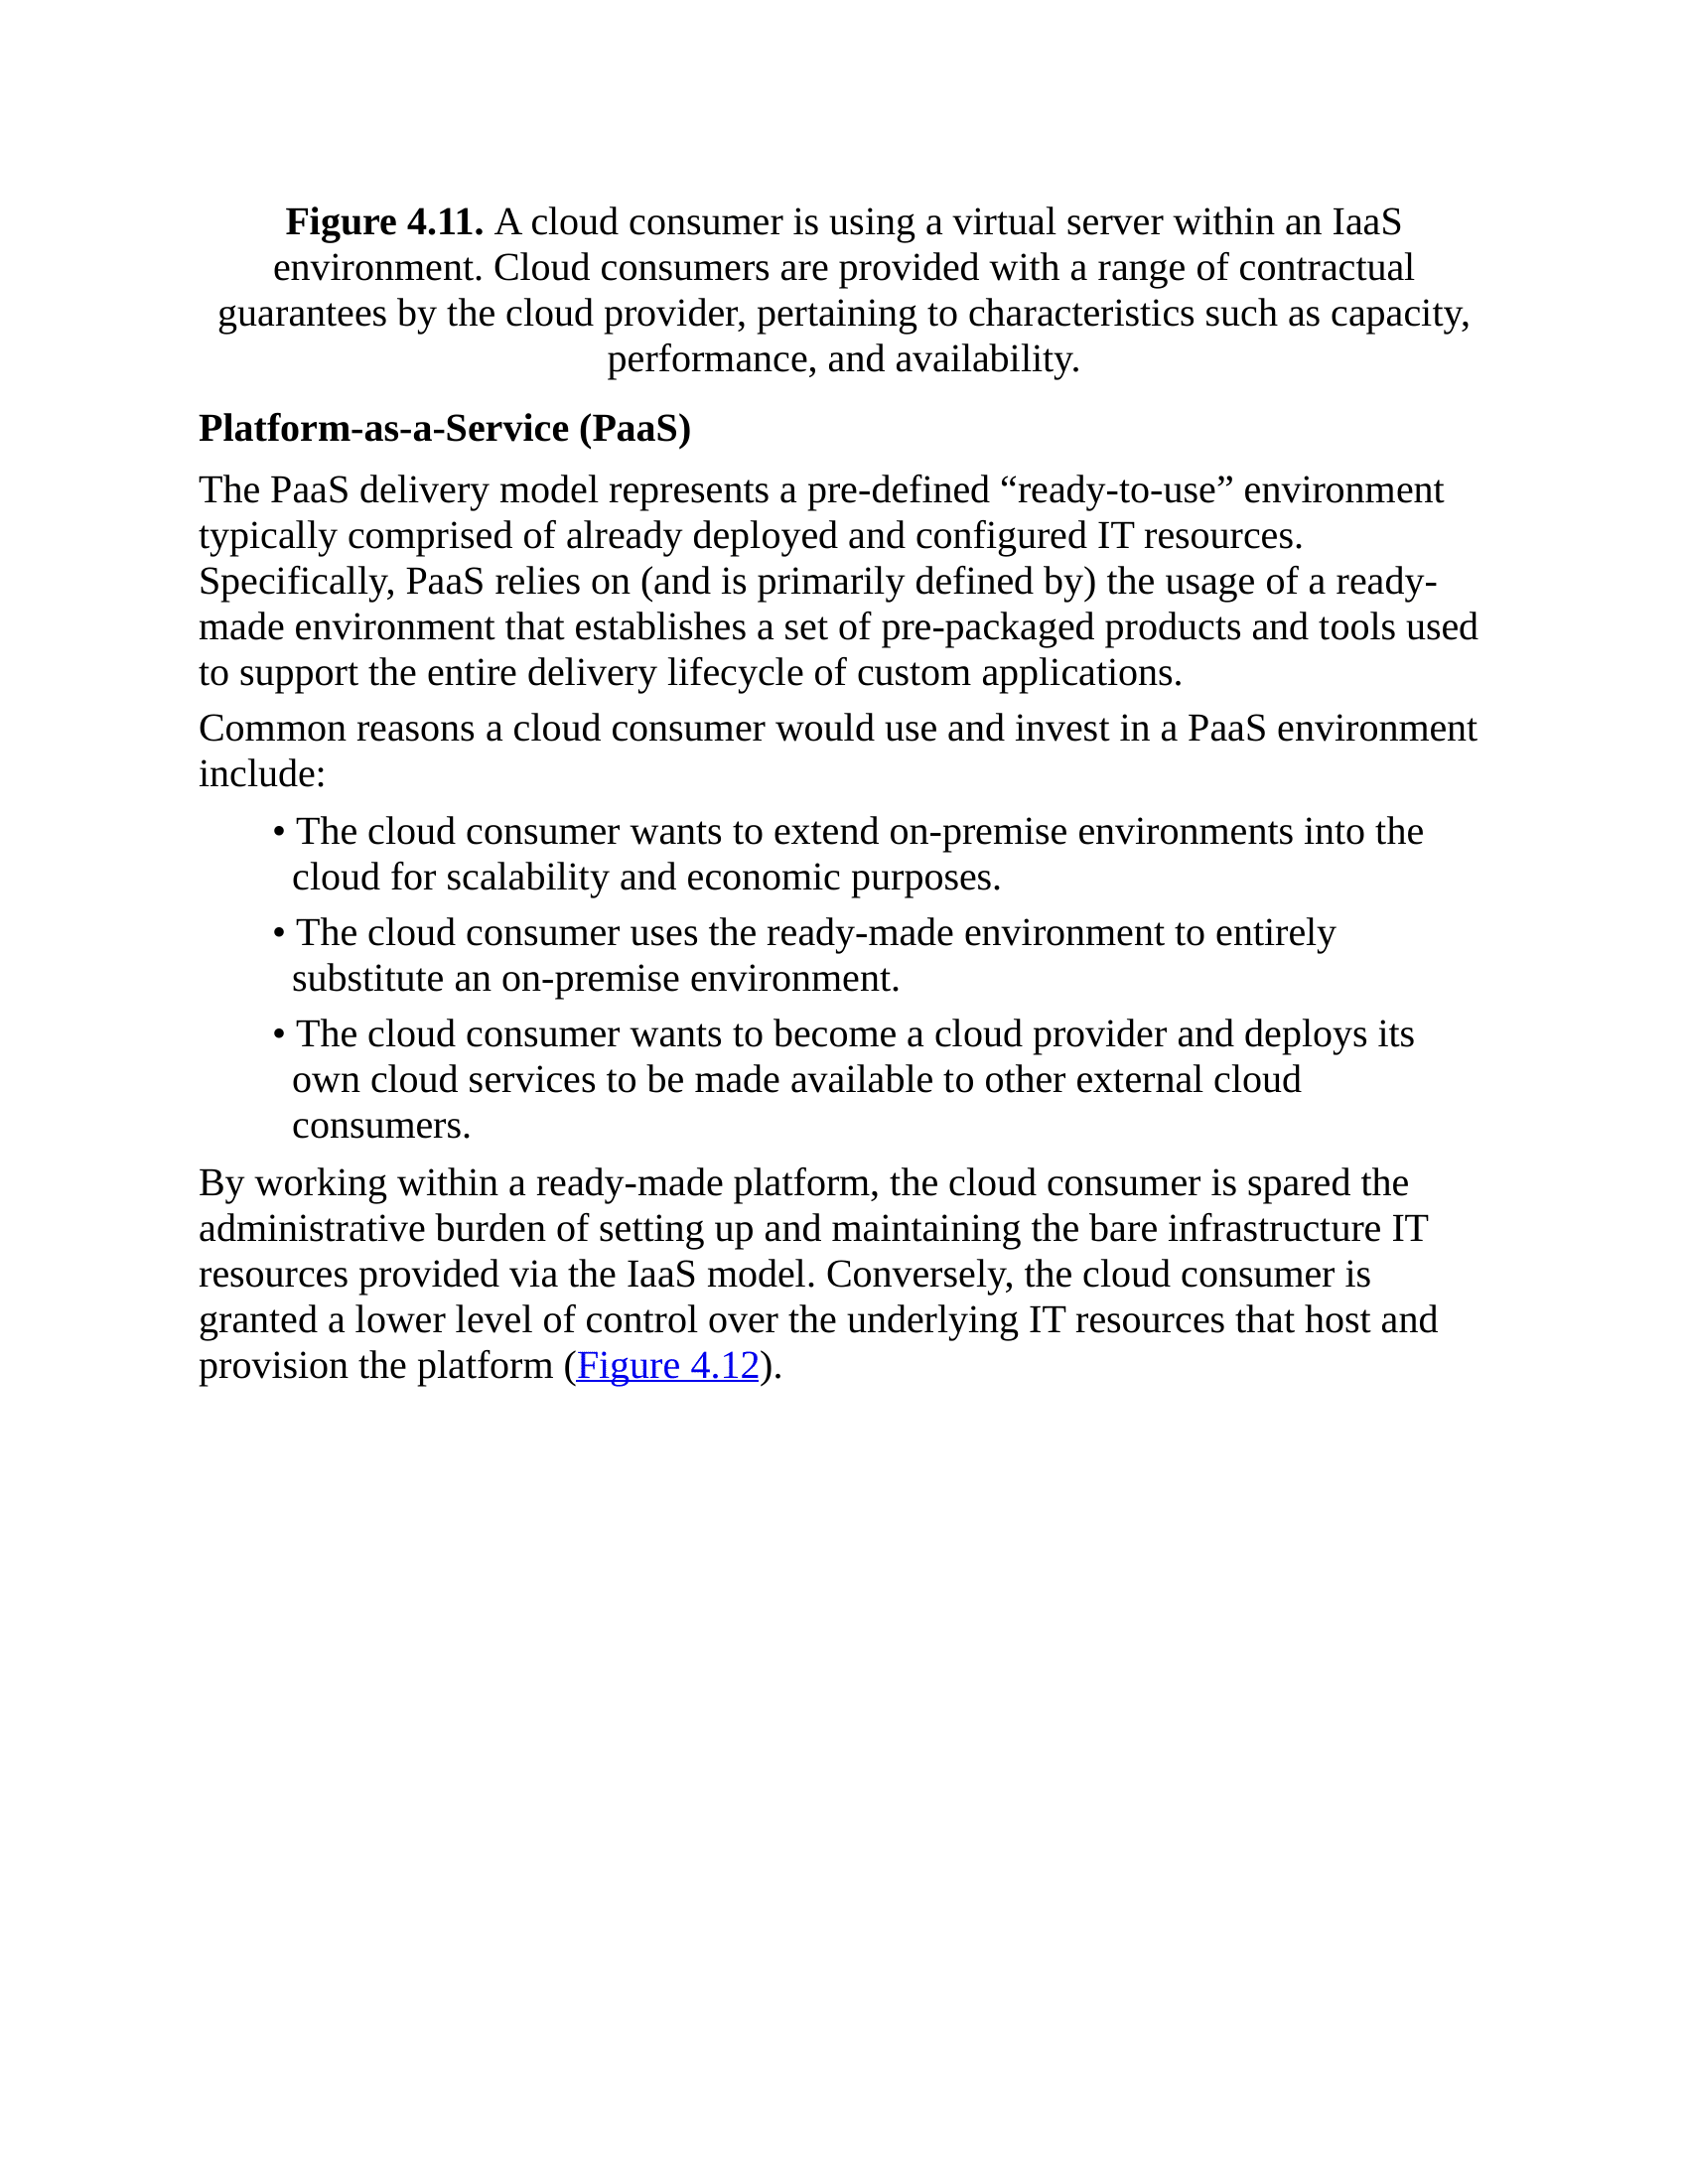 Figure 4.11. A cloud consumer is using a virtual server within an IaaS
environment. Cloud consumers are provided with a range of contractual
guarantees by the cloud provider, pertaining to characteristics such as capacity,
performance, and availability.
Platform-as-a-Service (PaaS)
The PaaS delivery model represents a pre-defined “ready-to-use” environment
typically comprised of already deployed and configured IT resources.
Specifically, PaaS relies on (and is primarily defined by) the usage of a ready-
made environment that establishes a set of pre-packaged products and tools used
to support the entire delivery lifecycle of custom applications.
Common reasons a cloud consumer would use and invest in a PaaS environment
include:
• The cloud consumer wants to extend on-premise environments into the
cloud for scalability and economic purposes.
• The cloud consumer uses the ready-made environment to entirely
substitute an on-premise environment.
• The cloud consumer wants to become a cloud provider and deploys its
own cloud services to be made available to other external cloud
consumers.
By working within a ready-made platform, the cloud consumer is spared the
administrative burden of setting up and maintaining the bare infrastructure IT
resources provided via the IaaS model. Conversely, the cloud consumer is
granted a lower level of control over the underlying IT resources that host and
provision the platform (Figure 4.12).